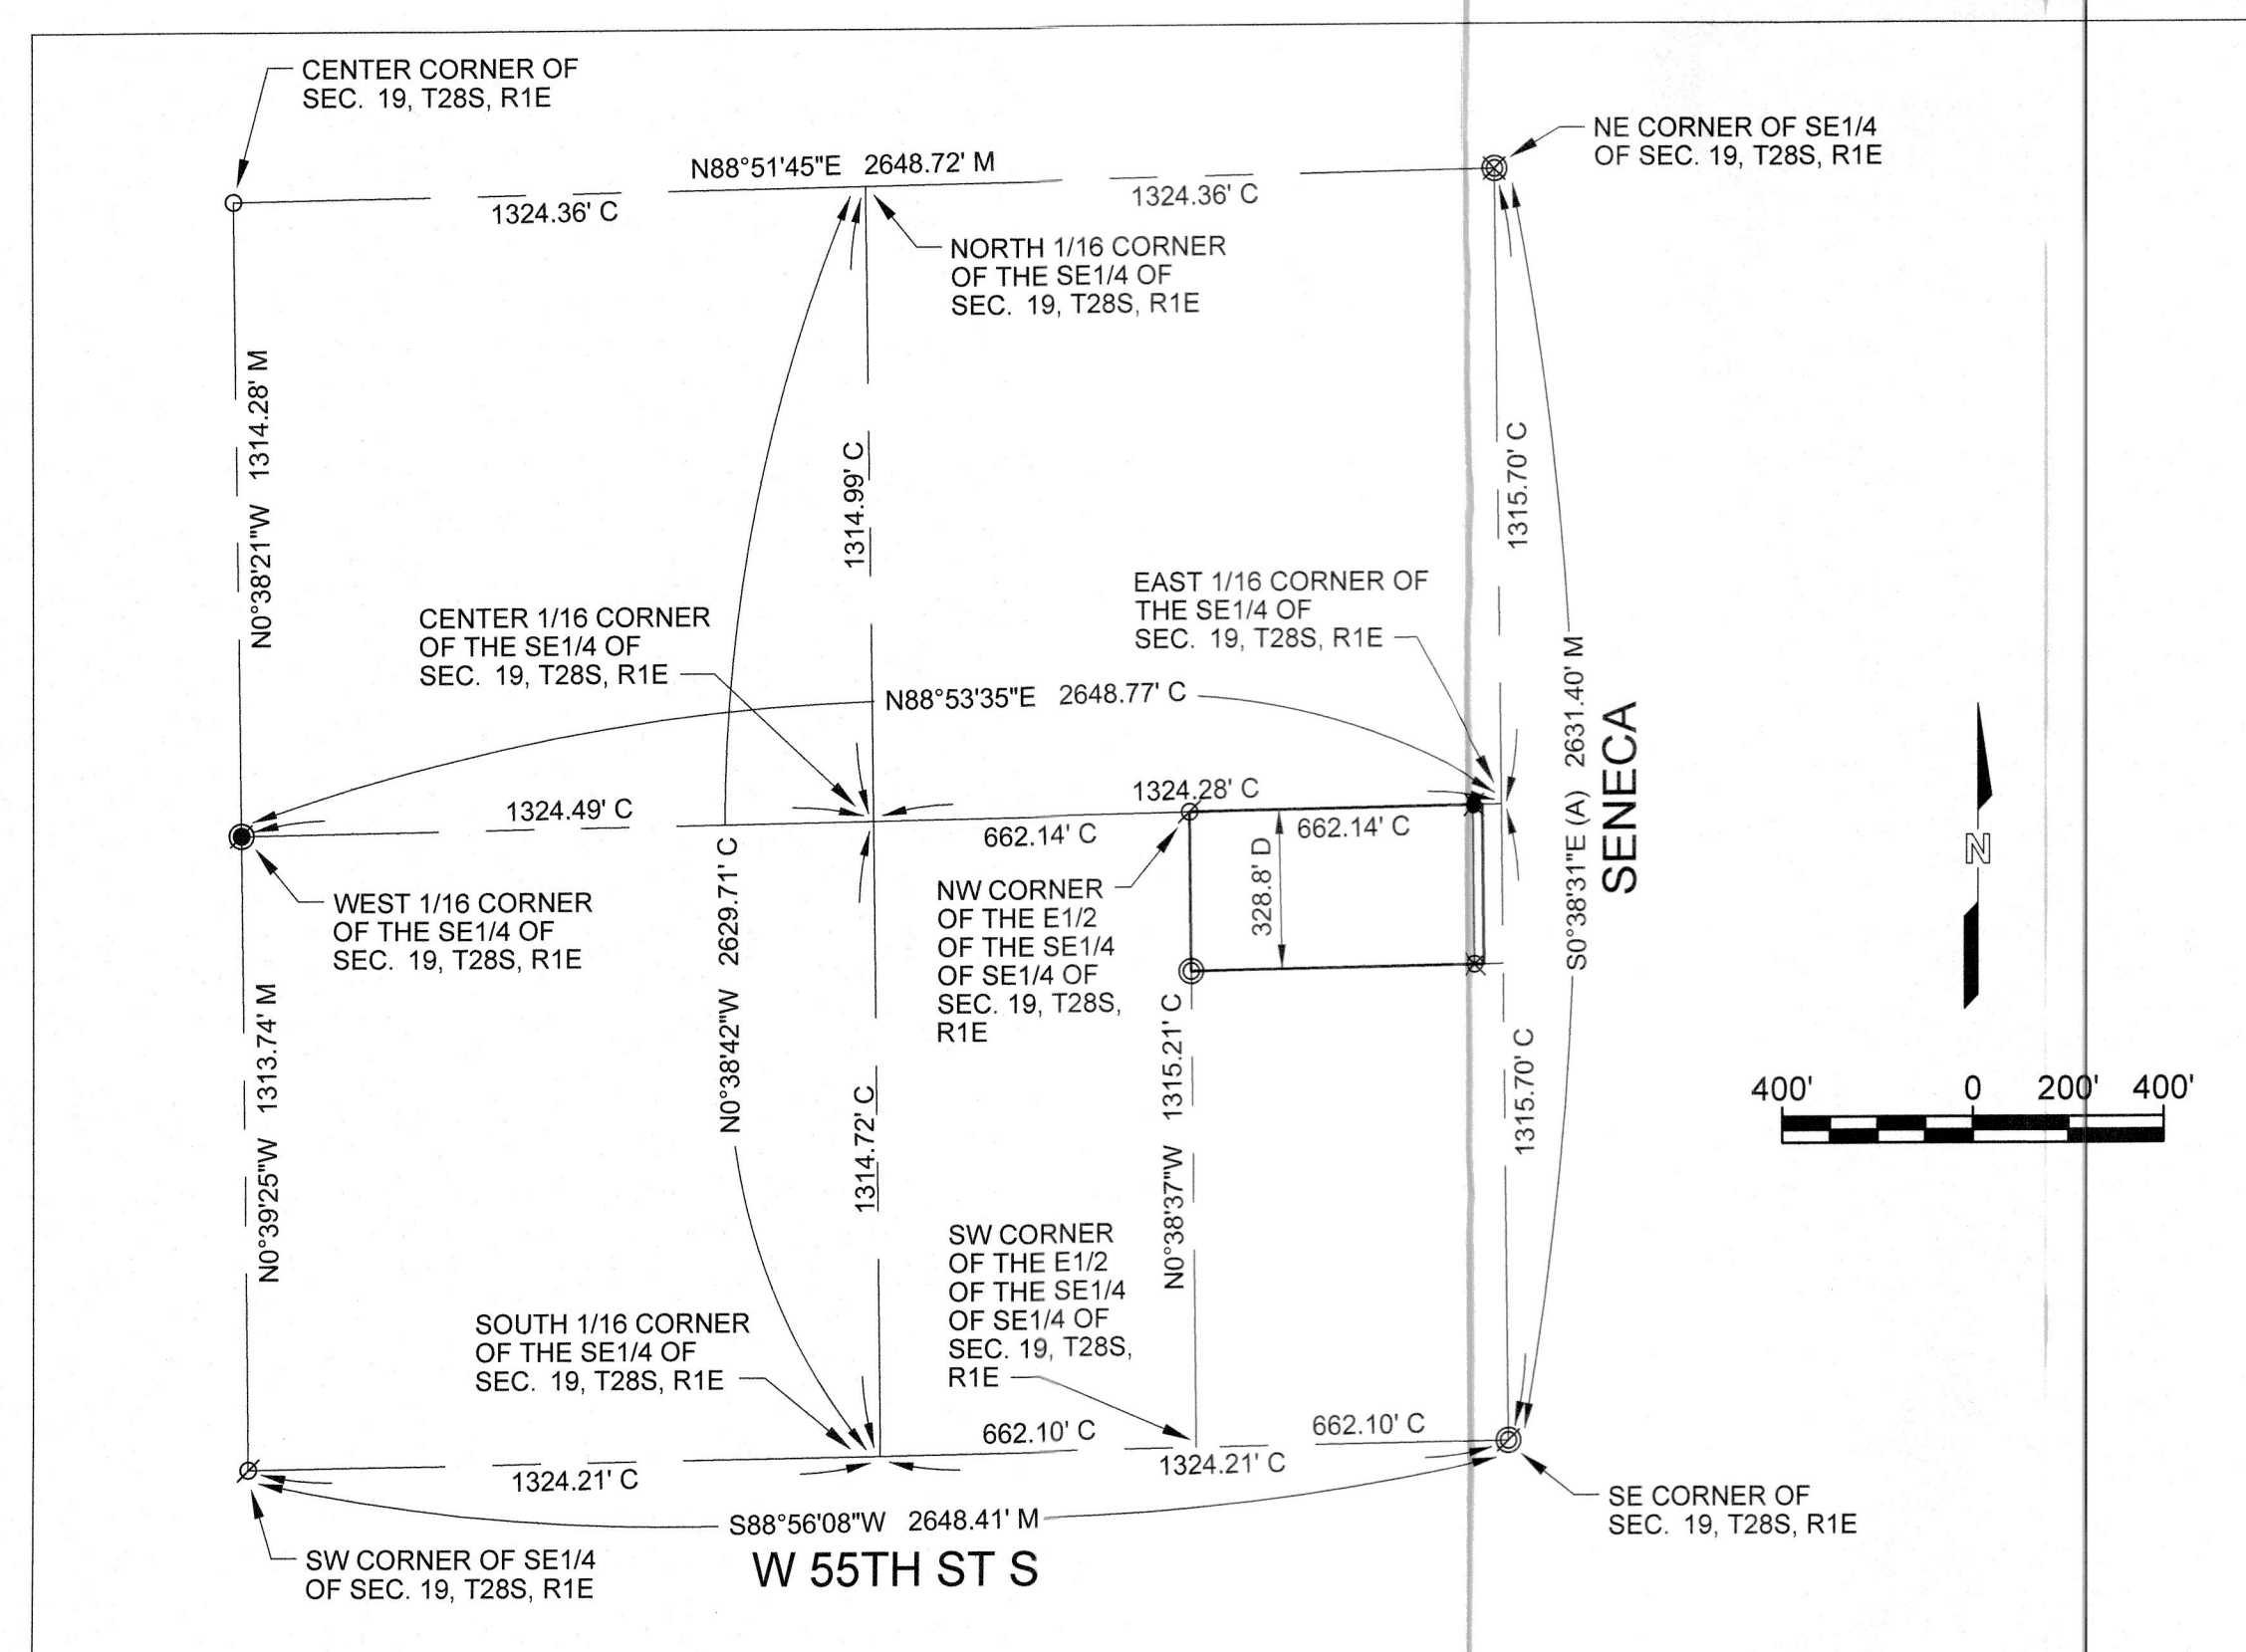 CENTER CORNER OF
SEC. 19, T28S, R1E
NE CORNER OF SE1/4
OF SEC. 19, T28S, R1E
N88°51'45"E 2648.72' M
1324.36' C
1324.36' C
NORTH 1/16 CORNER
OF THE SE1/4 OF
SEC. 19, T28S, R1E
N0°38'21"W 1314.28' M
1314.99' C
1315.70' C
EAST 1/16 CORNER OF
THE SE1/4 OF
SEC. 19, T28S, R1E
CENTER 1/16 CORNER
OF THE SE1/4 OF
SEC. 19, T28S, R1E
N88°53'35"E 2648.77' C
S0°38'31"E (A) 2631.40' M
SENECA
1324.49' C
1324.28' C
662.14' C
662.14' C
328.8' D
N
WEST 1/16 CORNER
OF THE SE1/4 OF
SEC. 19, T28S, R1E
N0°38'42"W 2629.71' C
NW CORNER
OF THE E1/2
OF THE SE1/4
OF SE1/4 OF
SEC. 19, T28S,
R1E
N0°39'25"W 1313.74' M
1314.72' C
N0°38'37"W 1315.21' C
1315.70' C
400' 0 200' 400'
SW CORNER
OF THE E1/2
OF THE SE1/4
OF SE1/4 OF
SEC. 19, T28S,
R1E
SOUTH 1/16 CORNER
OF THE SE1/4 OF
SEC. 19, T28S, R1E
662.10' C
662.10' C
1324.21' C
1324.21' C
S88°56'08"W 2648.41' M
W 55TH ST S
SE CORNER OF
SEC. 19, T28S, R1E
SW CORNER OF SE1/4
OF SEC. 19, T28S, R1E